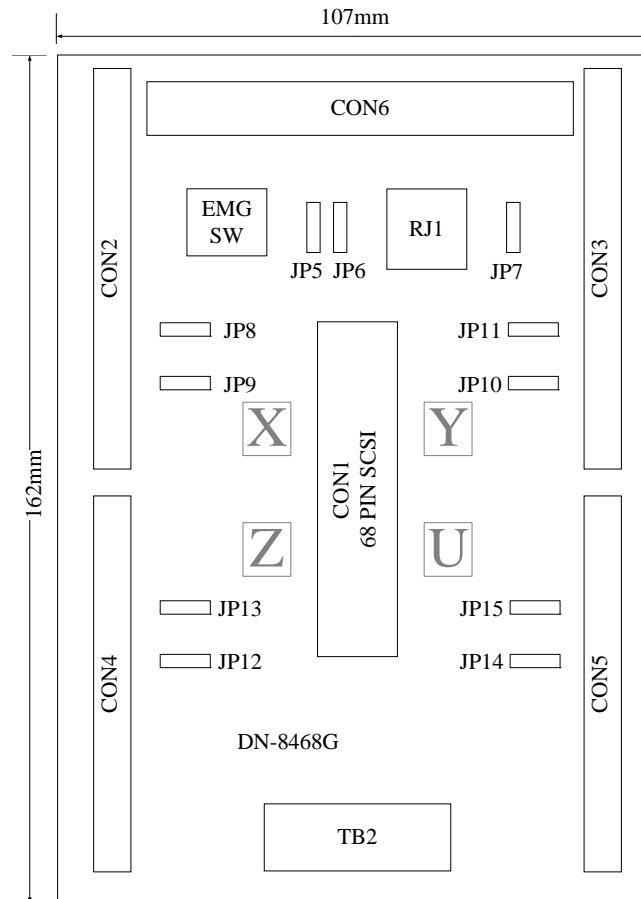 107mm
CON6
EMG
SW
RJ1
JP5
JP6
JP7
CON2
CON3
JP8
JP11
JP9
JP10
X
Y
162mm
CON1
68 PIN SCSI
Z
U
JP13
JP15
JP12
JP14
CON4
CON5
DN-8468G
TB2